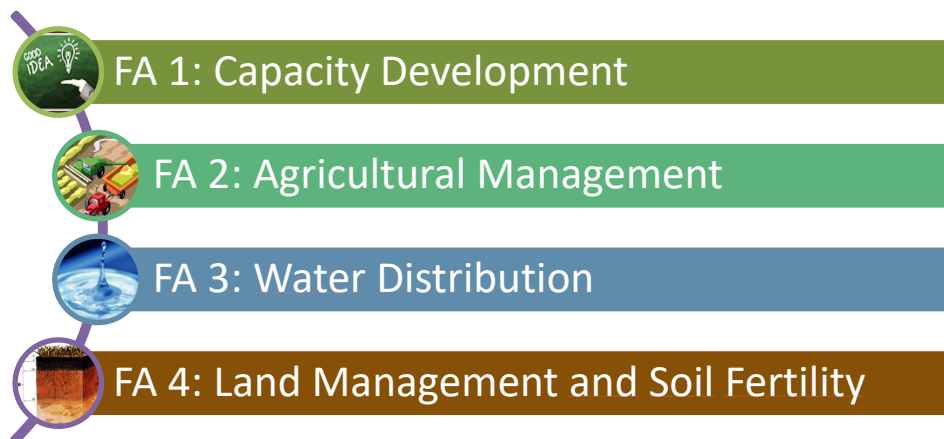 GOOD
IDEA
FA 1: Capacity Development
FA 2: Agricultural Management
FA 3: Water Distribution
FA 4: Land Management and Soil Fertility